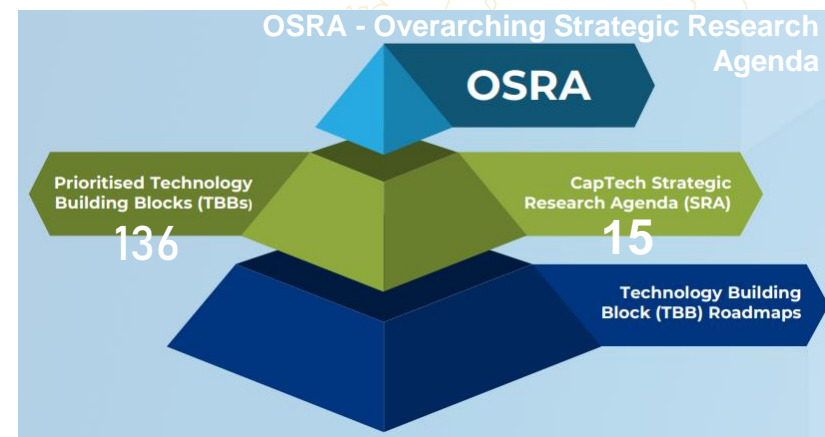 OSRA - Overarching Strategic Research
Agenda
OSRA
Prioritised Technology
Building Blocks (TBBs)
136
CapTech Strategic
Research Agenda (SRA)
15
Technology Building
Block (TBB) Roadmaps